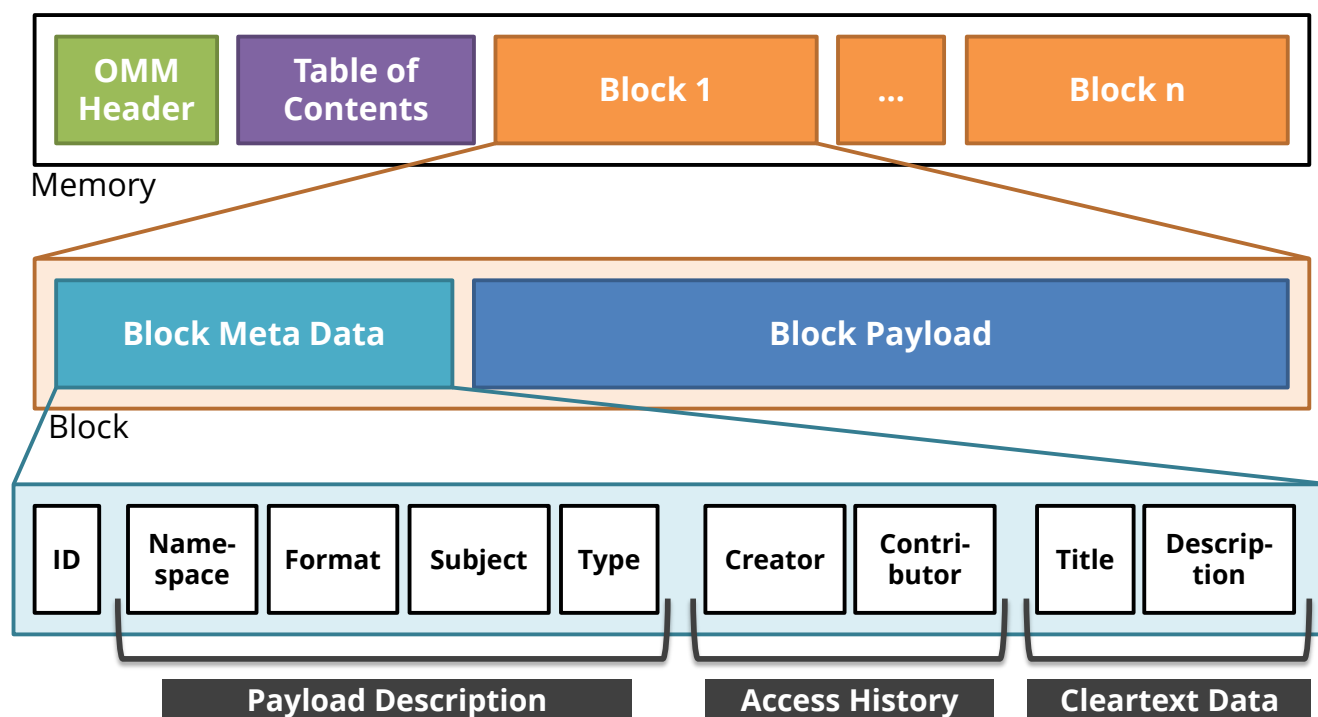 OMM
Header
Table of
Contents
Block 1
...
Block n
Memory
Block Meta Data
Block Payload
Block
ID
Name-
space
Format
Subject
Type
Creator
Contri-
butor
Title
Descrip-
tion
Payload Description
Access History
Cleartext Data